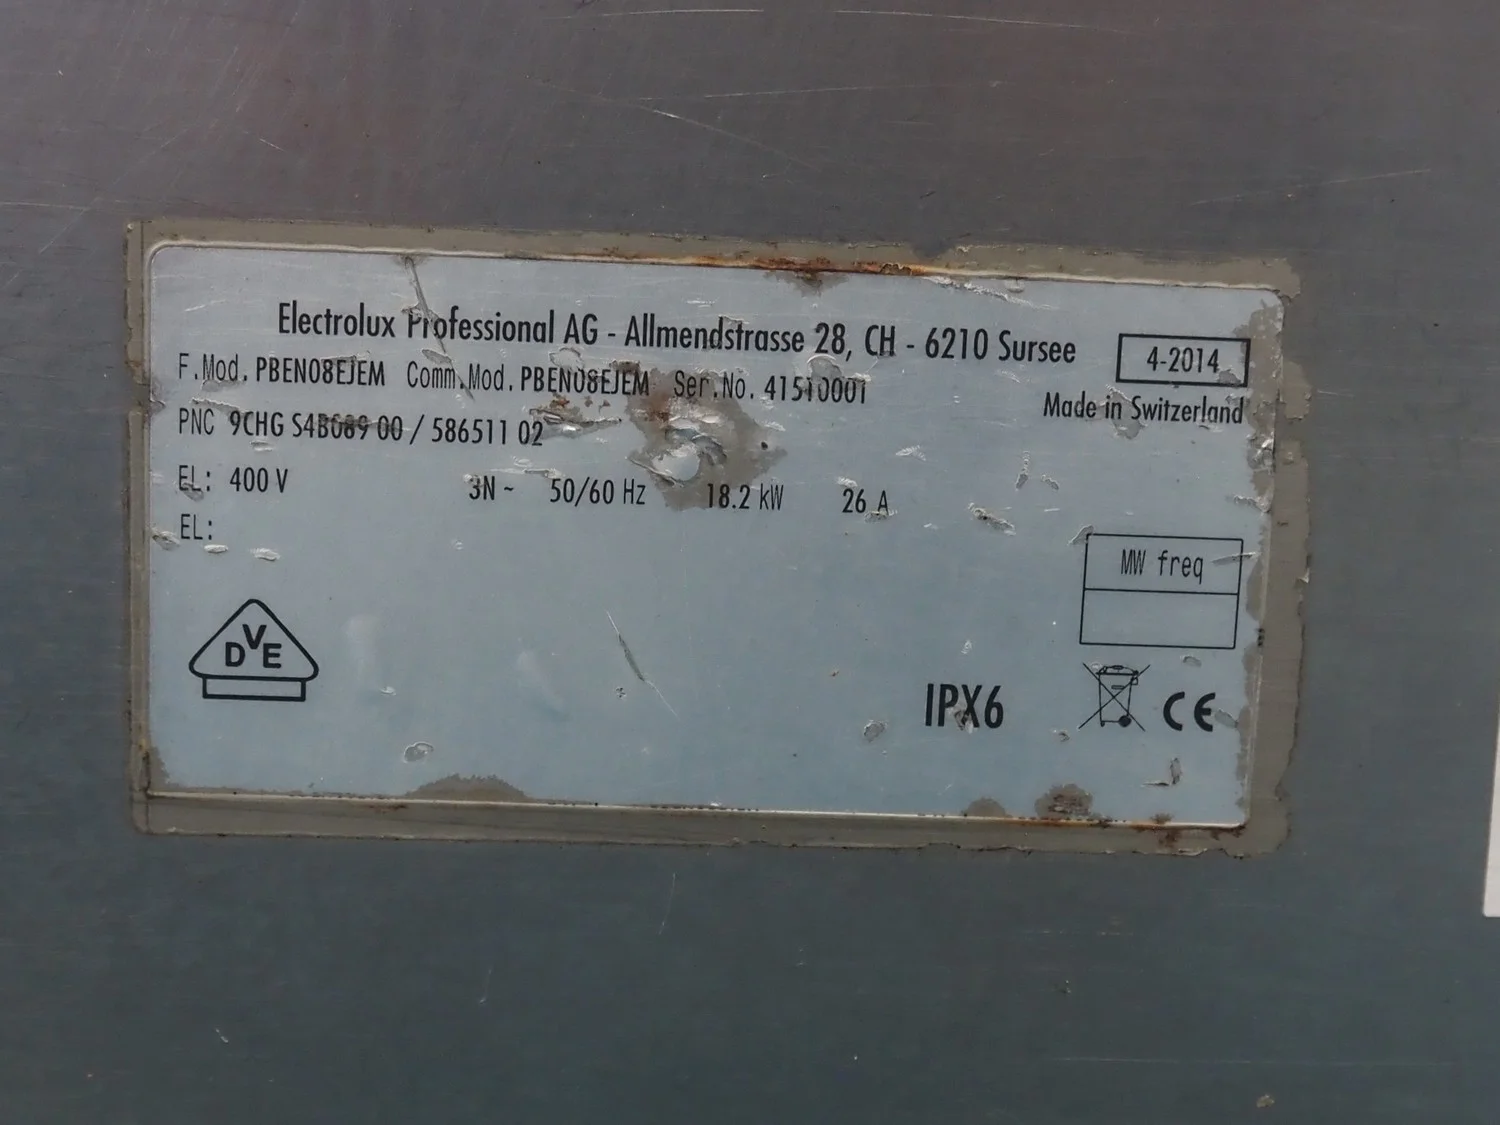 Electrolux Professional AG - Allmendstrasse 28, CH - 6210 Sursee
4-2014
F.Mod. PBEN08EJEM Comm.Mod. PBEN08EJEM Ser.No. 41510001
Made in Switzerland
PNC 9CHG S4B089 00 / 586511 02
EL: 400 V 3N ~ 50/60 Hz 18.2 kW 26 A
EL:
MW freq
DVE
IPX6
CE